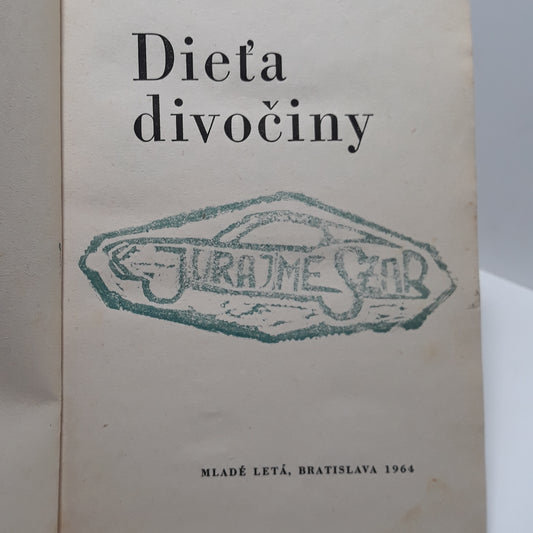 Dieťa
divočiny
JURAJ MESZÁR
MLADÉ LETÁ, BRATISLAVA 1964